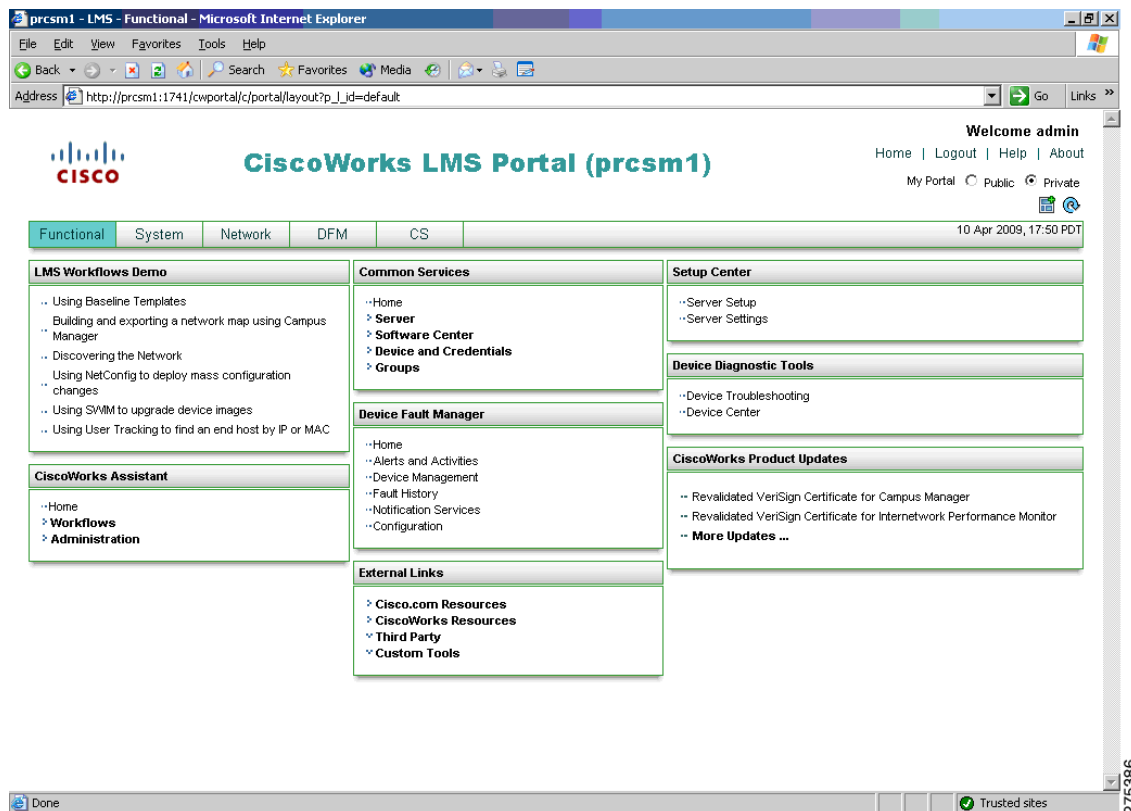 prcsm1 - LMS - Functional - Microsoft Internet Explorer
File Edit View Favorites Tools Help
Back Search Favorites Media
Address http://prcsm1:1741/cwportal/c/portal/layout?p_l_id=default Go Links »
Welcome admin
CISCO
CiscoWorks LMS Portal (prcsm1)
Home | Logout | Help | About
My Portal Public Private
Functional System Network DFM CS
10 Apr 2009, 17:50 PDT
LMS Workflows Demo
Using Baseline Templates
Building and exporting a network map using Campus
Manager
Discovering the Network
Using NetConfig to deploy mass configuration
changes
Using SWIM to upgrade device images
Using User Tracking to find an end host by IP or MAC
CiscoWorks Assistant
Home
Workflows
Administration
Common Services
Home
Server
Software Center
Device and Credentials
Groups
Device Fault Manager
Home
Alerts and Activities
Device Management
Fault History
Notification Services
Configuration
External Links
Cisco.com Resources
CiscoWorks Resources
Third Party
Custom Tools
Setup Center
Server Setup
Server Settings
Device Diagnostic Tools
Device Troubleshooting
Device Center
CiscoWorks Product Updates
Revalidated VeriSign Certificate for Campus Manager
Revalidated VeriSign Certificate for Internetwork Performance Monitor
More Updates ...
Done
Trusted sites
275386